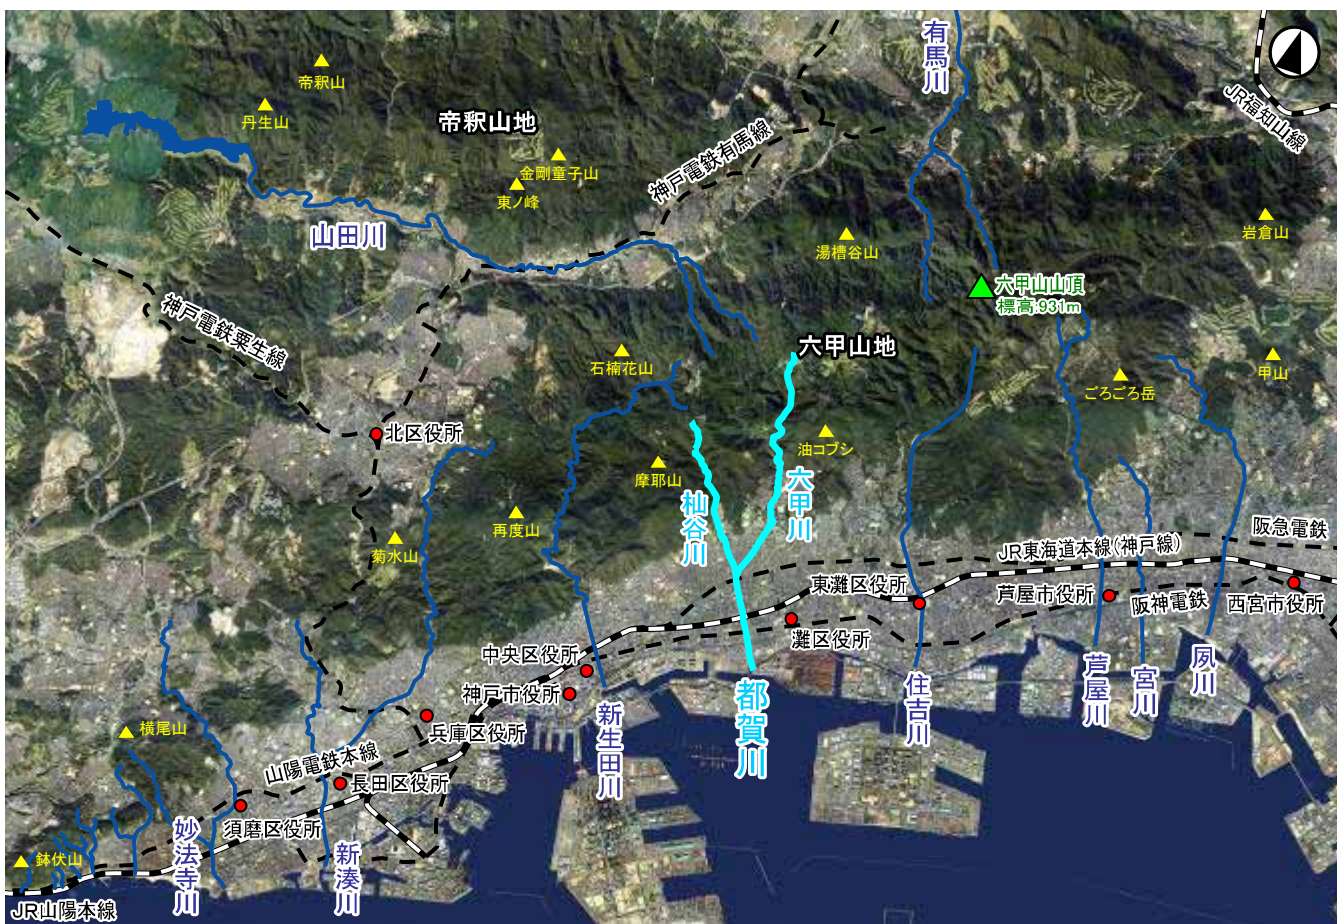 有馬川
帝釈山
丹生山
帝釈山地
JR福知山線
金剛童子山
東ノ峰
神戸電鉄有馬線
山田川
湯槽谷山
岩倉山
六甲山山頂
標高:931m
神戸電鉄粟生線
六甲山地
石楠花山
甲山
ごろごろ岳
北区役所
油コブシ
摩耶山
六甲川
杣谷川
再度山
菊水山
阪急電鉄
JR東海道本線(神戸線)
東灘区役所
芦屋市役所
阪神電鉄
西宮市役所
灘区役所
中央区役所
神戸市役所
都賀川
住吉川
芦屋川
宮川
夙川
新生田川
兵庫区役所
横尾山
山陽電鉄本線
長田区役所
須磨区役所
妙法寺川
新湊川
鉢伏山
JR山陽本線